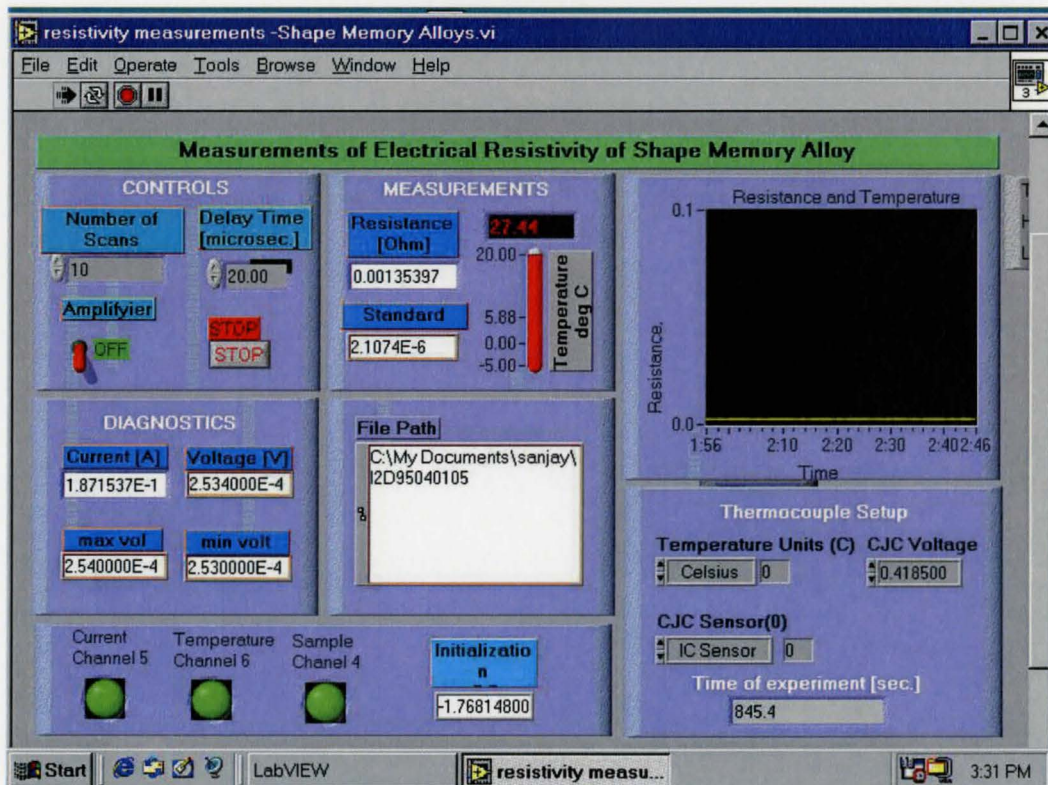 resistivity measurements -Shape Memory Alloys.vi
File Edit Operate Tools Browse Window Help
3
Measurements of Electrical Resistivity of Shape Memory Alloy
CONTROLS
Number of
Scans
10
Delay Time
[microsec.]
20.00
Amplifyier
OFF
STOP
STOP
MEASUREMENTS
Resistance
[Ohm]
0.00135397
Standard
2.1074E-6
27.44
20.00
5.88
0.00
-5.00
Temperature
deg C
Resistance and Temperature
0.1
0.0
Resistance,
1:56 2:10 2:20 2:30 2:40 2:46
Time
T
H
L
DIAGNOSTICS
Current [A]
1.871537E-1
Voltage [V]
2.534000E-4
max vol
2.540000E-4
min volt
2.530000E-4
File Path
C:\My Documents\sanjay\
I2D95040105
Thermocouple Setup
Temperature Units (C)
Celsius 0
CJC Voltage
0.418500
CJC Sensor(0)
IC Sensor 0
Time of experiment [sec.]
845.4
Current
Channel 5
Temperature
Channel 6
Sample
Chanel 4
Initializatio
n
-1.76814800
Start LabVIEW resistivity measu... 3:31 PM